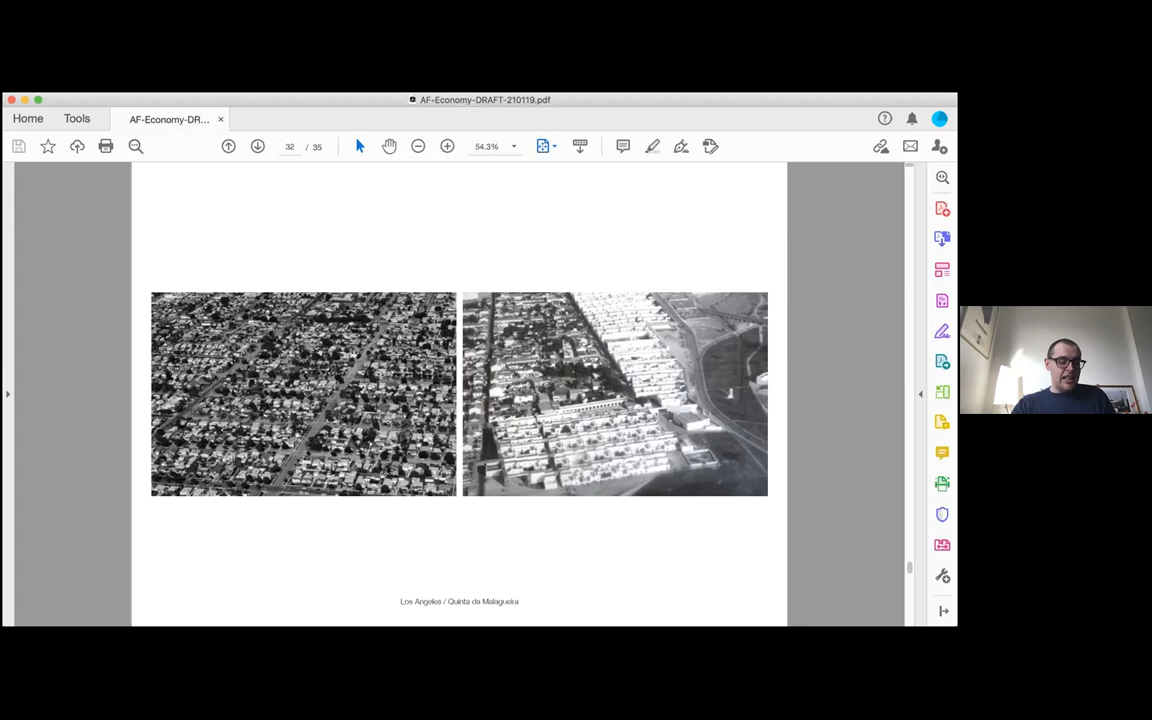 AF-Economy-DRAFT-210119.pdf
Home
Tools
AF-Economy-DR...
32 / 35
54.3%
Los Angeles / Quinta da Malagueira